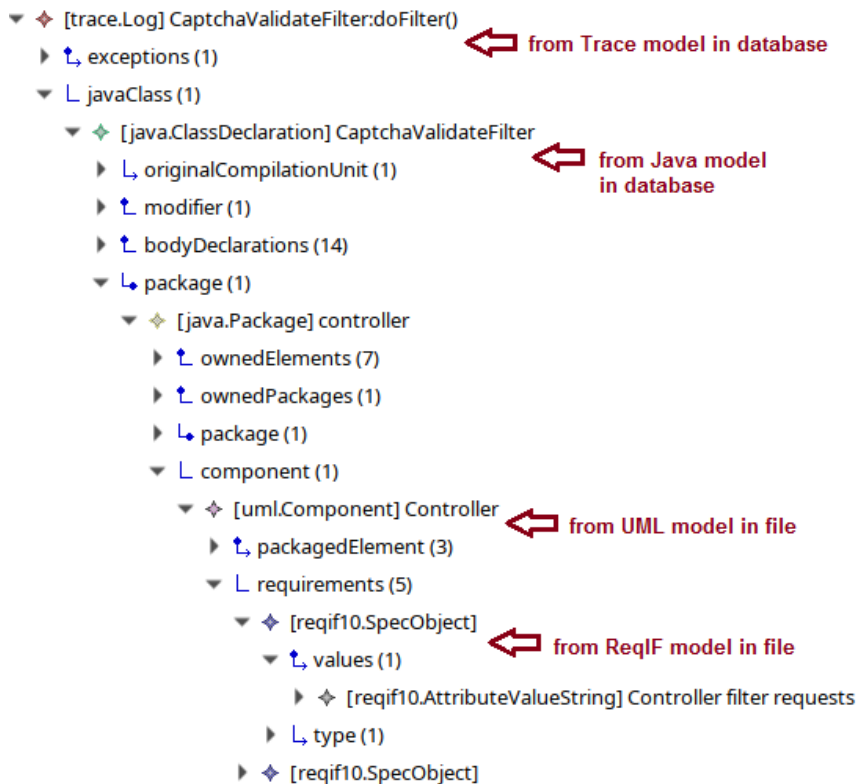 [trace.Log] CaptchaValidateFilter:doFilter()
from Trace model in database
exceptions (1)
javaClass (1)
[java.ClassDeclaration] CaptchaValidateFilter
from Java model
in database
originalCompilationUnit (1)
modifier (1)
bodyDeclarations (14)
package (1)
[java.Package] controller
ownedElements (7)
ownedPackages (1)
package (1)
component (1)
[uml.Component] Controller
from UML model in file
packagedElement (3)
requirements (5)
[reqif10.SpecObject]
from ReqIF model in file
values (1)
[reqif10.AttributeValueString] Controller filter requests
type (1)
[reqif10.SpecObject]